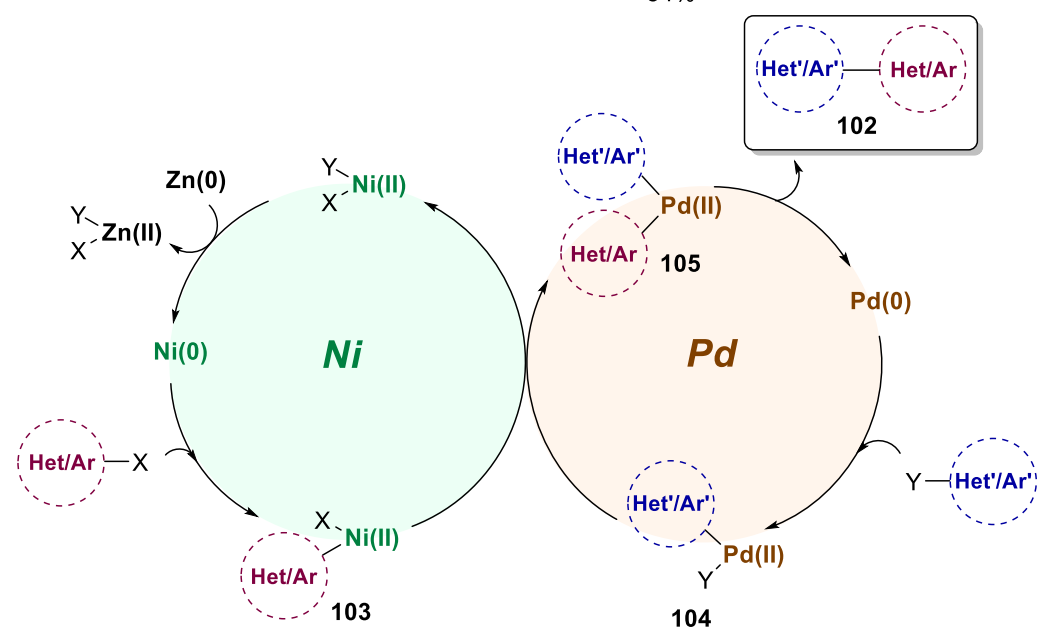 Het'/Ar'
Het/Ar
102
Het'/Ar'
Y
Zn(0)
Ni(II)
X
Pd(II)
Y
Zn(II)
X
Het/Ar
105
Pd(0)
Ni(0)
Ni
Pd
Het/Ar
X
Y
Het'/Ar'
Het'/Ar'
X
Ni(II)
Pd(II)
Het/Ar
Y
103
104